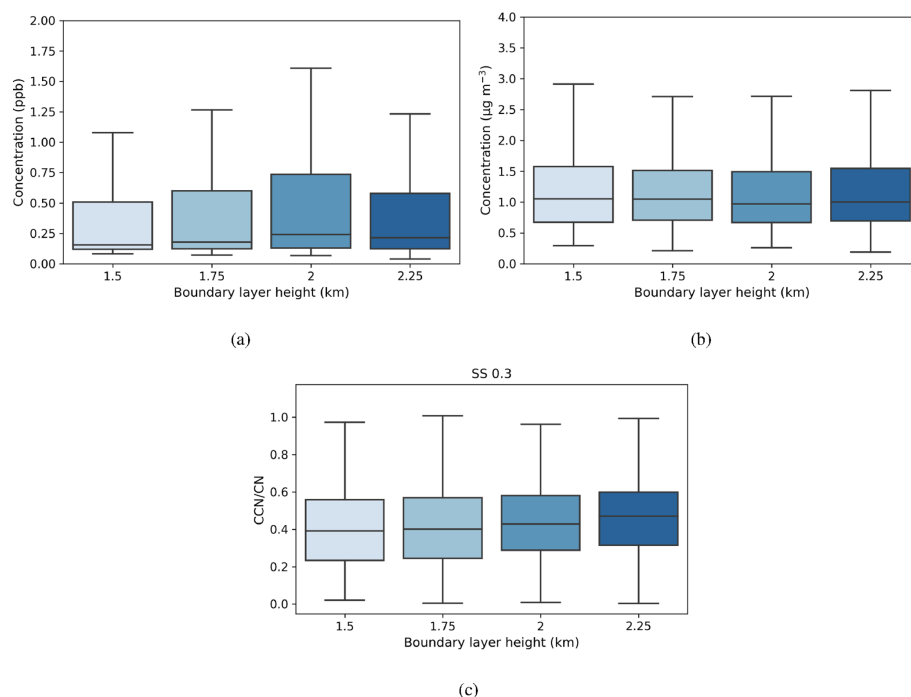 2.00
1.75
1.50
1.25
1.00
0.75
0.50
0.25
0.00
Concentration (ppb)
1.5 1.75 2 2.25
Boundary layer height (km)
(a)
4.0
3.5
3.0
2.5
2.0
1.5
1.0
0.5
0.0
Concentration (µg m⁻³)
1.5 1.75 2 2.25
Boundary layer height (km)
(b)
SS 0.3
1.0
0.8
0.6
0.4
0.2
0.0
CCN/CN
1.5 1.75 2 2.25
Boundary layer height (km)
(c)